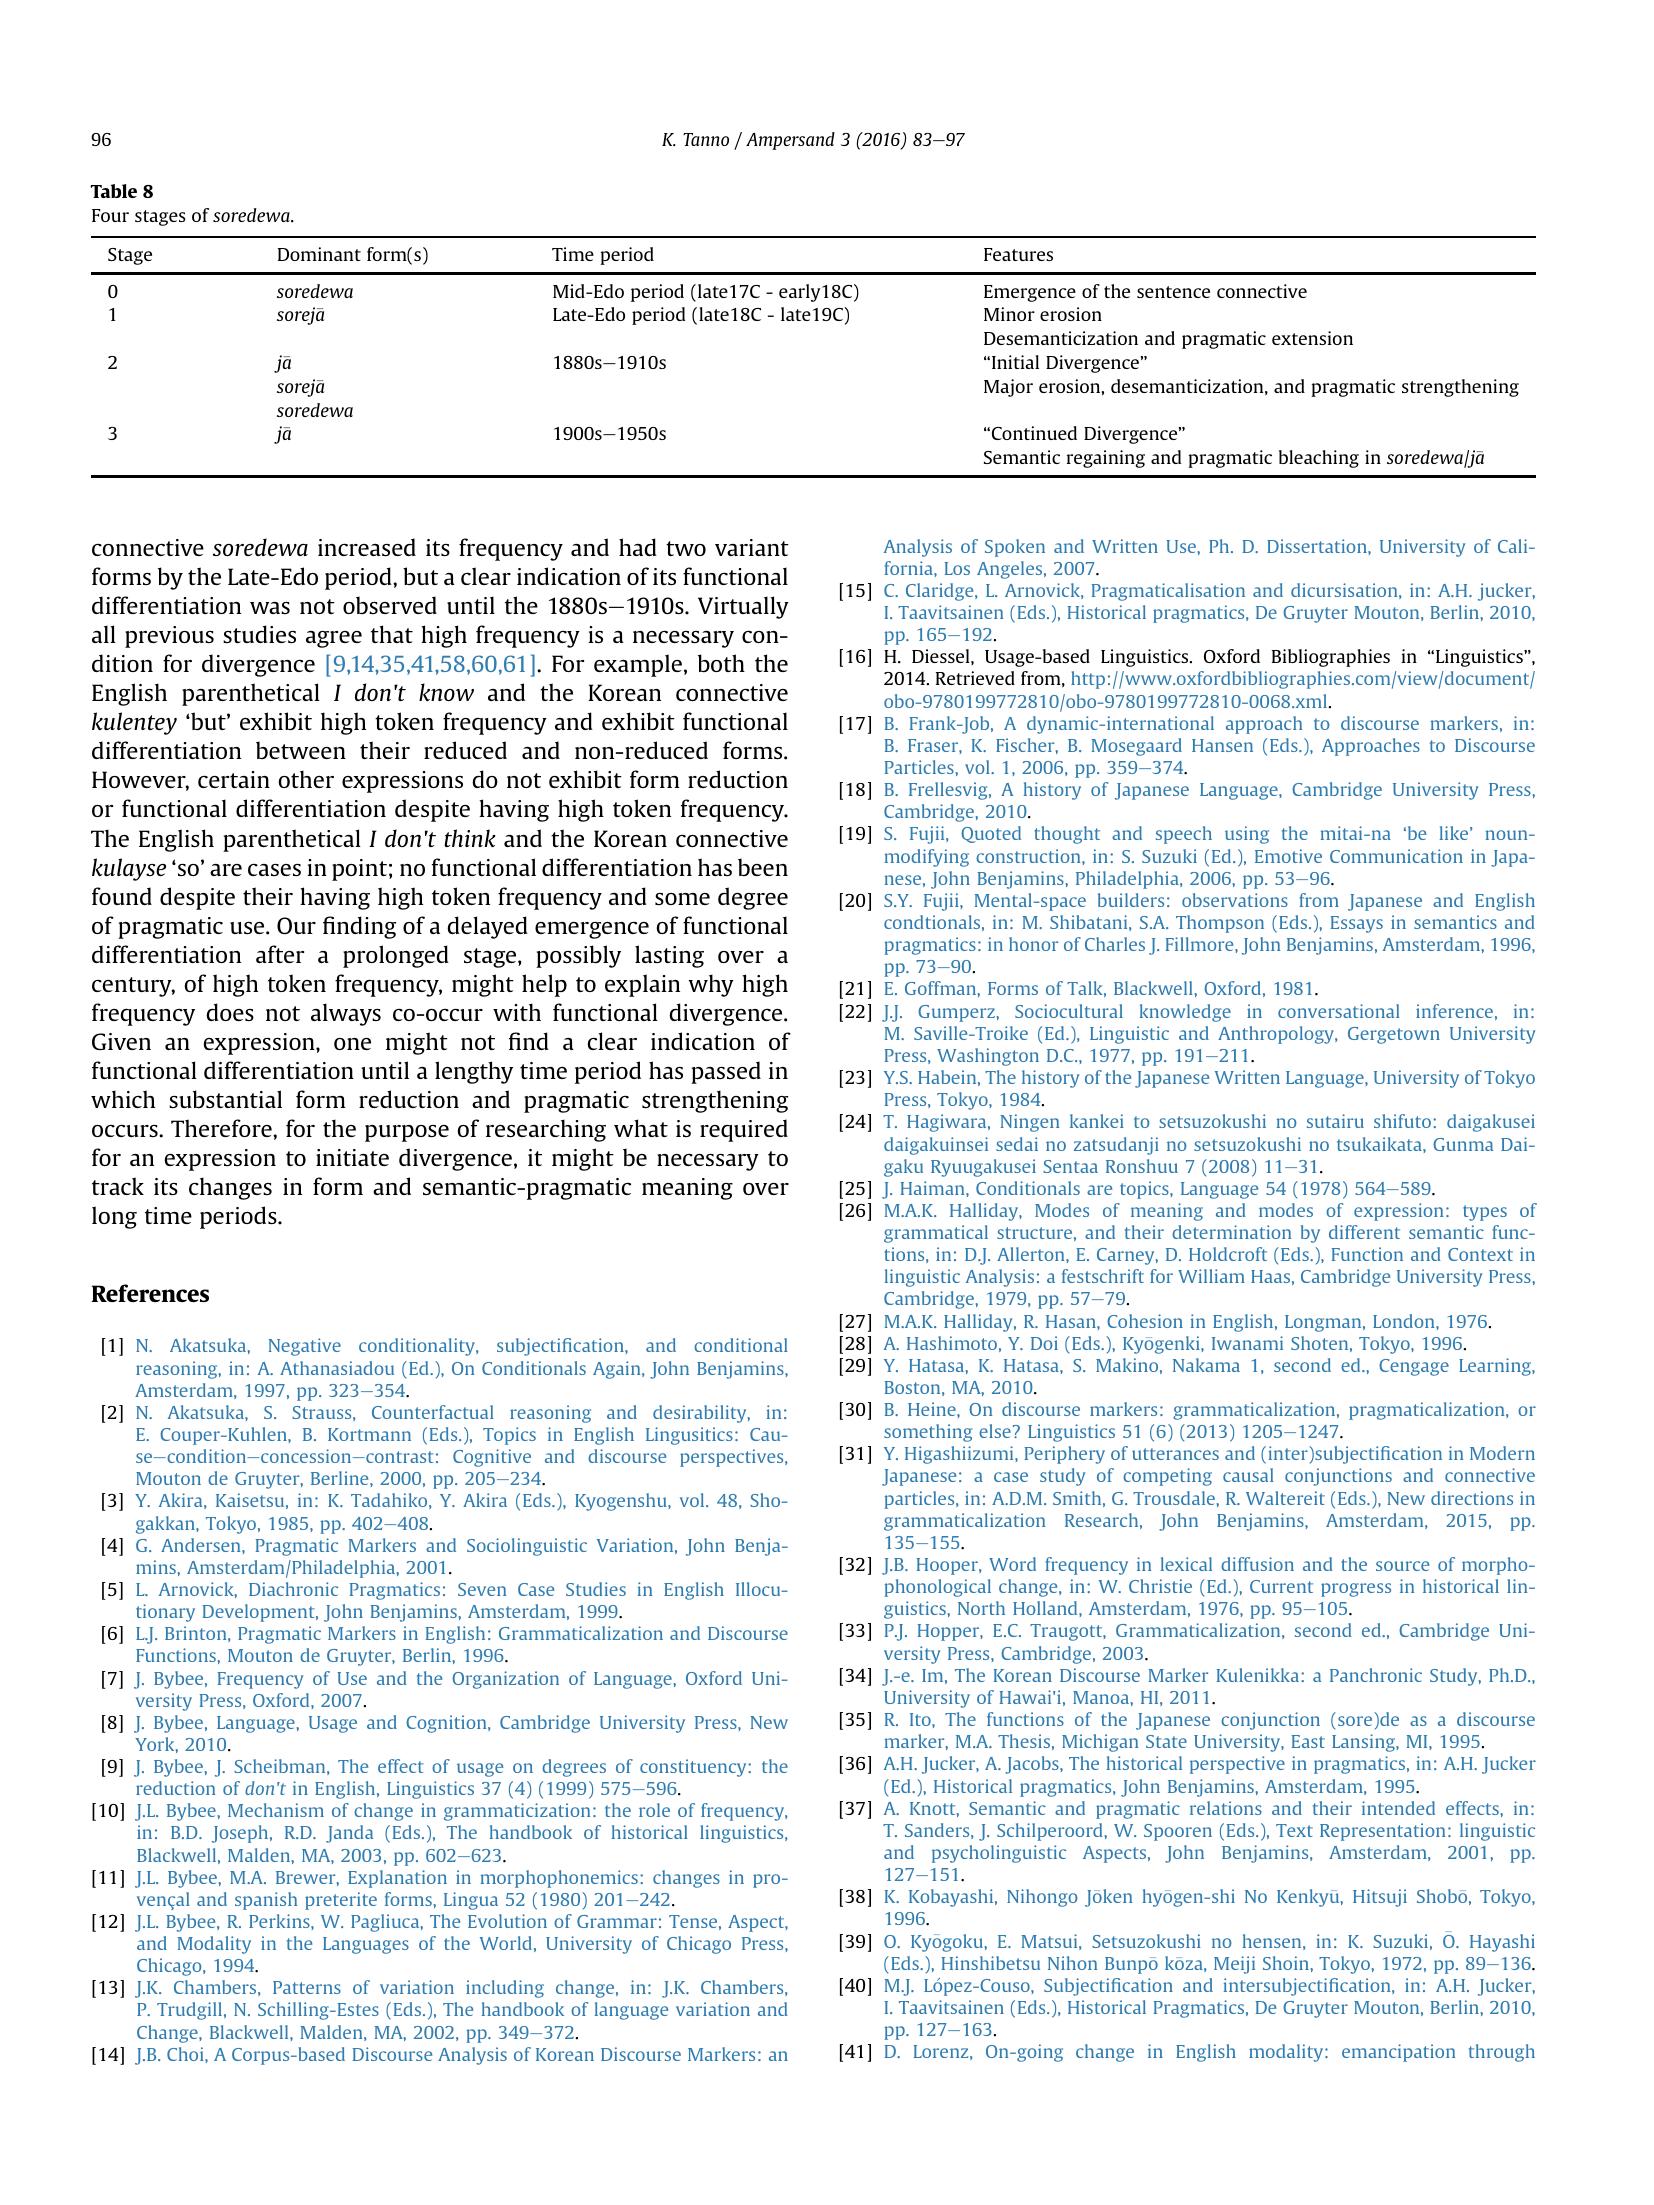 96
K. Tanno / Ampersand 3 (2016) 83–97
Table 8
Four stages of soredewa.
Stage Dominant form(s) Time period Features
0 soredewa Mid-Edo period (late17C - early18C) Emergence of the sentence connective
1 sorejā Late-Edo period (late18C - late19C) Minor erosion
Desemanticization and pragmatic extension
2 jā 1880s–1910s “Initial Divergence”
sorejā Major erosion, desemanticization, and pragmatic strengthening
soredewa
3 jā 1900s–1950s “Continued Divergence”
Semantic regaining and pragmatic bleaching in soredewa/jā
connective soredewa increased its frequency and had two variant
forms by the Late-Edo period, but a clear indication of its functional
differentiation was not observed until the 1880s–1910s. Virtually
all previous studies agree that high frequency is a necessary con-
dition for divergence [9,14,35,41,58,60,61]. For example, both the
English parenthetical I don't know and the Korean connective
kulentey ‘but’ exhibit high token frequency and exhibit functional
differentiation between their reduced and non-reduced forms.
However, certain other expressions do not exhibit form reduction
or functional differentiation despite having high token frequency.
The English parenthetical I don't think and the Korean connective
kulayse ‘so’ are cases in point; no functional differentiation has been
found despite their having high token frequency and some degree
of pragmatic use. Our finding of a delayed emergence of functional
differentiation after a prolonged stage, possibly lasting over a
century, of high token frequency, might help to explain why high
frequency does not always co-occur with functional divergence.
Given an expression, one might not find a clear indication of
functional differentiation until a lengthy time period has passed in
which substantial form reduction and pragmatic strengthening
occurs. Therefore, for the purpose of researching what is required
for an expression to initiate divergence, it might be necessary to
track its changes in form and semantic-pragmatic meaning over
long time periods.
References
[1] N. Akatsuka, Negative conditionality, subjectification, and conditional
reasoning, in: A. Athanasiadou (Ed.), On Conditionals Again, John Benjamins,
Amsterdam, 1997, pp. 323–354.
[2] N. Akatsuka, S. Strauss, Counterfactual reasoning and desirability, in:
E. Couper-Kuhlen, B. Kortmann (Eds.), Topics in English Lingusitics: Cau-
se–condition–concession–contrast: Cognitive and discourse perspectives,
Mouton de Gruyter, Berline, 2000, pp. 205–234.
[3] Y. Akira, Kaisetsu, in: K. Tadahiko, Y. Akira (Eds.), Kyogenshu, vol. 48, Sho-
gakkan, Tokyo, 1985, pp. 402–408.
[4] G. Andersen, Pragmatic Markers and Sociolinguistic Variation, John Benja-
mins, Amsterdam/Philadelphia, 2001.
[5] L. Arnovick, Diachronic Pragmatics: Seven Case Studies in English Illocu-
tionary Development, John Benjamins, Amsterdam, 1999.
[6] L.J. Brinton, Pragmatic Markers in English: Grammaticalization and Discourse
Functions, Mouton de Gruyter, Berlin, 1996.
[7] J. Bybee, Frequency of Use and the Organization of Language, Oxford Uni-
versity Press, Oxford, 2007.
[8] J. Bybee, Language, Usage and Cognition, Cambridge University Press, New
York, 2010.
[9] J. Bybee, J. Scheibman, The effect of usage on degrees of constituency: the
reduction of don't in English, Linguistics 37 (4) (1999) 575–596.
[10] J.L. Bybee, Mechanism of change in grammaticization: the role of frequency,
in: B.D. Joseph, R.D. Janda (Eds.), The handbook of historical linguistics,
Blackwell, Malden, MA, 2003, pp. 602–623.
[11] J.L. Bybee, M.A. Brewer, Explanation in morphophonemics: changes in pro-
vençal and spanish preterite forms, Lingua 52 (1980) 201–242.
[12] J.L. Bybee, R. Perkins, W. Pagliuca, The Evolution of Grammar: Tense, Aspect,
and Modality in the Languages of the World, University of Chicago Press,
Chicago, 1994.
[13] J.K. Chambers, Patterns of variation including change, in: J.K. Chambers,
P. Trudgill, N. Schilling-Estes (Eds.), The handbook of language variation and
Change, Blackwell, Malden, MA, 2002, pp. 349–372.
[14] J.B. Choi, A Corpus-based Discourse Analysis of Korean Discourse Markers: an
Analysis of Spoken and Written Use, Ph. D. Dissertation, University of Cali-
fornia, Los Angeles, 2007.
[15] C. Claridge, L. Arnovick, Pragmaticalisation and dicursisation, in: A.H. jucker,
I. Taavitsainen (Eds.), Historical pragmatics, De Gruyter Mouton, Berlin, 2010,
pp. 165–192.
[16] H. Diessel, Usage-based Linguistics. Oxford Bibliographies in “Linguistics”,
2014. Retrieved from, http://www.oxfordbibliographies.com/view/document/
obo-9780199772810/obo-9780199772810-0068.xml.
[17] B. Frank-Job, A dynamic-international approach to discourse markers, in:
B. Fraser, K. Fischer, B. Mosegaard Hansen (Eds.), Approaches to Discourse
Particles, vol. 1, 2006, pp. 359–374.
[18] B. Frellesvig, A history of Japanese Language, Cambridge University Press,
Cambridge, 2010.
[19] S. Fujii, Quoted thought and speech using the mitai-na ‘be like’ noun-
modifying construction, in: S. Suzuki (Ed.), Emotive Communication in Japa-
nese, John Benjamins, Philadelphia, 2006, pp. 53–96.
[20] S.Y. Fujii, Mental-space builders: observations from Japanese and English
condtionals, in: M. Shibatani, S.A. Thompson (Eds.), Essays in semantics and
pragmatics: in honor of Charles J. Fillmore, John Benjamins, Amsterdam, 1996,
pp. 73–90.
[21] E. Goffman, Forms of Talk, Blackwell, Oxford, 1981.
[22] J.J. Gumperz, Sociocultural knowledge in conversational inference, in:
M. Saville-Troike (Ed.), Linguistic and Anthropology, Gergetown University
Press, Washington D.C., 1977, pp. 191–211.
[23] Y.S. Habein, The history of the Japanese Written Language, University of Tokyo
Press, Tokyo, 1984.
[24] T. Hagiwara, Ningen kankei to setsuzokushi no sutairu shifuto: daigakusei
daigakuinsei sedai no zatsudanji no setsuzokushi no tsukaikata, Gunma Dai-
gaku Ryuugakusei Sentaa Ronshuu 7 (2008) 11–31.
[25] J. Haiman, Conditionals are topics, Language 54 (1978) 564–589.
[26] M.A.K. Halliday, Modes of meaning and modes of expression: types of
grammatical structure, and their determination by different semantic func-
tions, in: D.J. Allerton, E. Carney, D. Holdcroft (Eds.), Function and Context in
linguistic Analysis: a festschrift for William Haas, Cambridge University Press,
Cambridge, 1979, pp. 57–79.
[27] M.A.K. Halliday, R. Hasan, Cohesion in English, Longman, London, 1976.
[28] A. Hashimoto, Y. Doi (Eds.), Kyōgenki, Iwanami Shoten, Tokyo, 1996.
[29] Y. Hatasa, K. Hatasa, S. Makino, Nakama 1, second ed., Cengage Learning,
Boston, MA, 2010.
[30] B. Heine, On discourse markers: grammaticalization, pragmaticalization, or
something else? Linguistics 51 (6) (2013) 1205–1247.
[31] Y. Higashiizumi, Periphery of utterances and (inter)subjectification in Modern
Japanese: a case study of competing causal conjunctions and connective
particles, in: A.D.M. Smith, G. Trousdale, R. Waltereit (Eds.), New directions in
grammaticalization Research, John Benjamins, Amsterdam, 2015, pp.
135–155.
[32] J.B. Hooper, Word frequency in lexical diffusion and the source of morpho-
phonological change, in: W. Christie (Ed.), Current progress in historical lin-
guistics, North Holland, Amsterdam, 1976, pp. 95–105.
[33] P.J. Hopper, E.C. Traugott, Grammaticalization, second ed., Cambridge Uni-
versity Press, Cambridge, 2003.
[34] J.-e. Im, The Korean Discourse Marker Kulenikka: a Panchronic Study, Ph.D.,
University of Hawai'i, Manoa, HI, 2011.
[35] R. Ito, The functions of the Japanese conjunction (sore)de as a discourse
marker, M.A. Thesis, Michigan State University, East Lansing, MI, 1995.
[36] A.H. Jucker, A. Jacobs, The historical perspective in pragmatics, in: A.H. Jucker
(Ed.), Historical pragmatics, John Benjamins, Amsterdam, 1995.
[37] A. Knott, Semantic and pragmatic relations and their intended effects, in:
T. Sanders, J. Schilperoord, W. Spooren (Eds.), Text Representation: linguistic
and psycholinguistic Aspects, John Benjamins, Amsterdam, 2001, pp.
127–151.
[38] K. Kobayashi, Nihongo Jōken hyōgen-shi No Kenkyū, Hitsuji Shobō, Tokyo,
1996.
[39] O. Kyōgoku, E. Matsui, Setsuzokushi no hensen, in: K. Suzuki, Ō. Hayashi
(Eds.), Hinshibetsu Nihon Bunpō kōza, Meiji Shoin, Tokyo, 1972, pp. 89–136.
[40] M.J. López-Couso, Subjectification and intersubjectification, in: A.H. Jucker,
I. Taavitsainen (Eds.), Historical Pragmatics, De Gruyter Mouton, Berlin, 2010,
pp. 127–163.
[41] D. Lorenz, On-going change in English modality: emancipation through